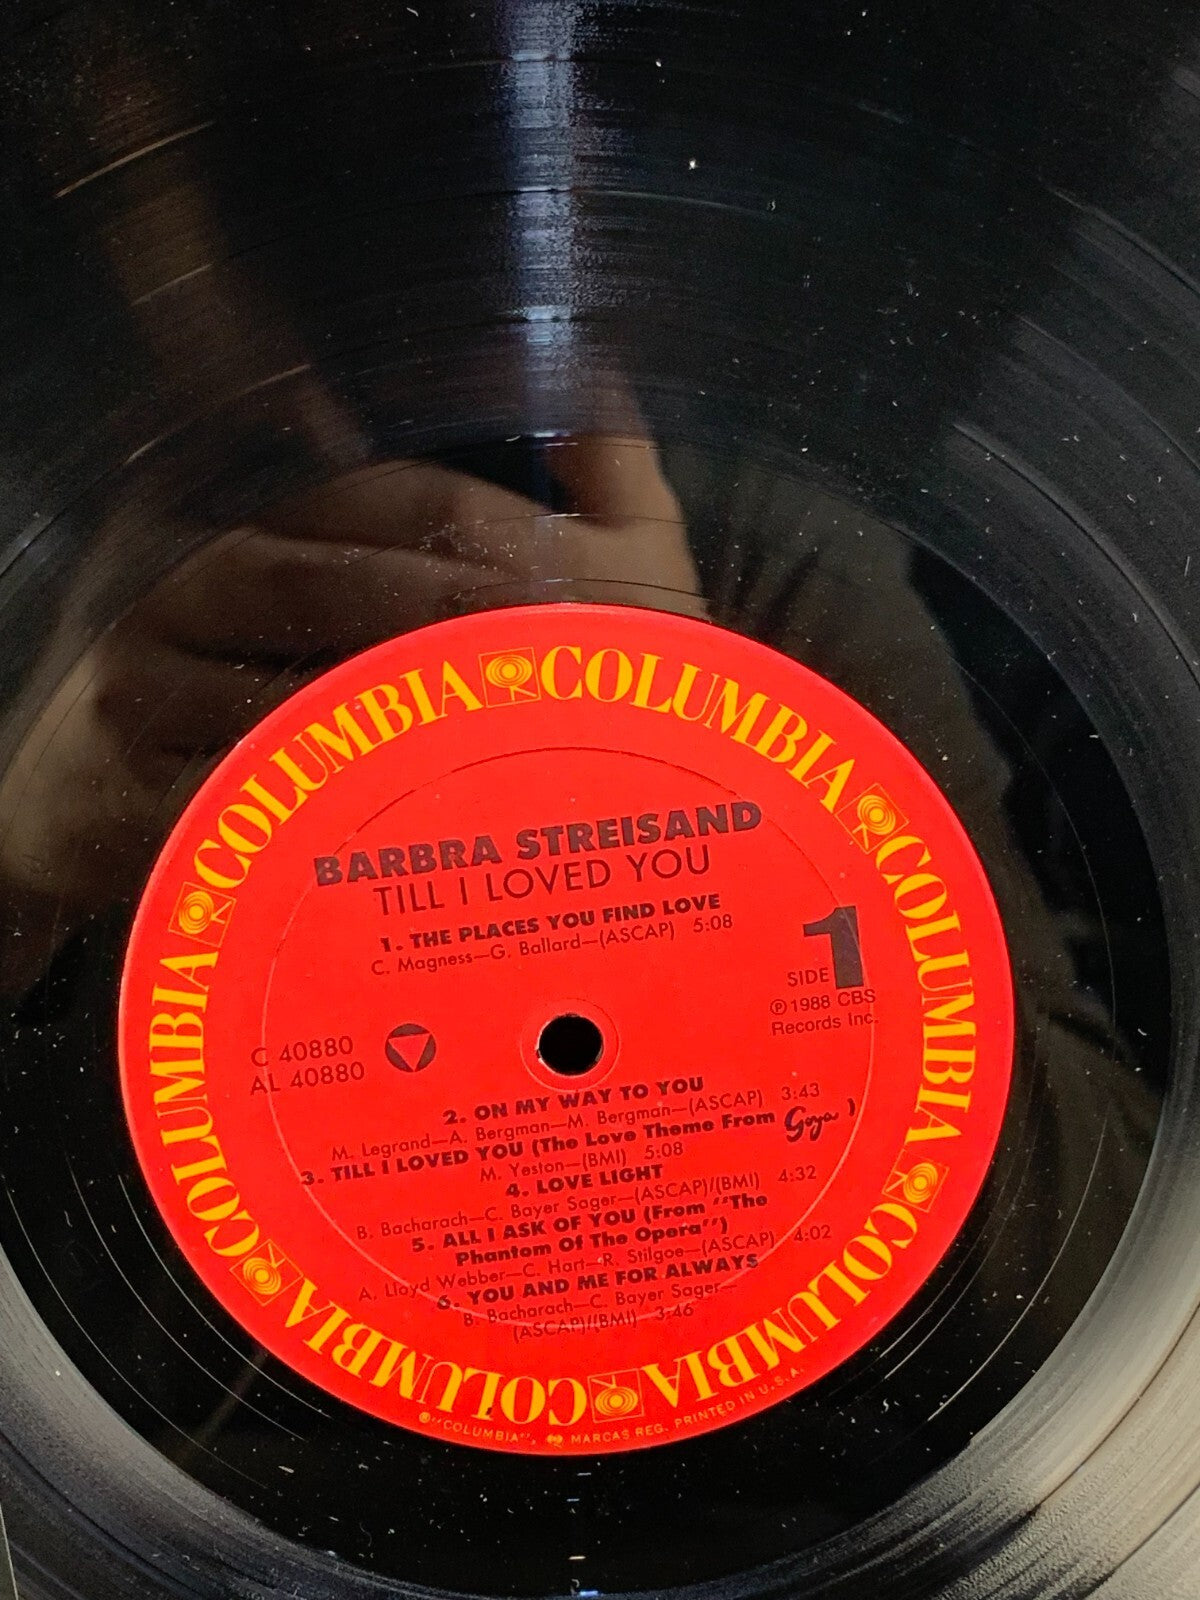 COLUMBIA COLUMBIA COLUMBIA COLUMBIA COLUMBIA COLUMBIA COLUMBIA
BARBRA STREISAND
TILL I LOVED YOU
1. THE PLACES YOU FIND LOVE
C. Magness—G. Ballard—(ASCAP) 5:08
SIDE 1
℗ 1988 CBS
Records Inc.
C 40880
AL 40880
2. ON MY WAY TO YOU
M. Legrand—A. Bergman—M. Bergman—(ASCAP) 3:43
3. TILL I LOVED YOU (The Love Theme From Goya)
M. Yeston—(BMI) 5:08
4. LOVE LIGHT
B. Bacharach—C. Bayer Sager—(ASCAP)/(BMI) 4:32
5. ALL I ASK OF YOU (From "The
Phantom Of The Opera")
A. Lloyd Webber—C. Hart—R. Stilgoe—(ASCAP) 4:02
6. YOU AND ME FOR ALWAYS
B. Bacharach—C. Bayer Sager—
(ASCAP)/(BMI) 3:46
®"COLUMBIA", MARCAS REG. PRINTED IN U.S.A.